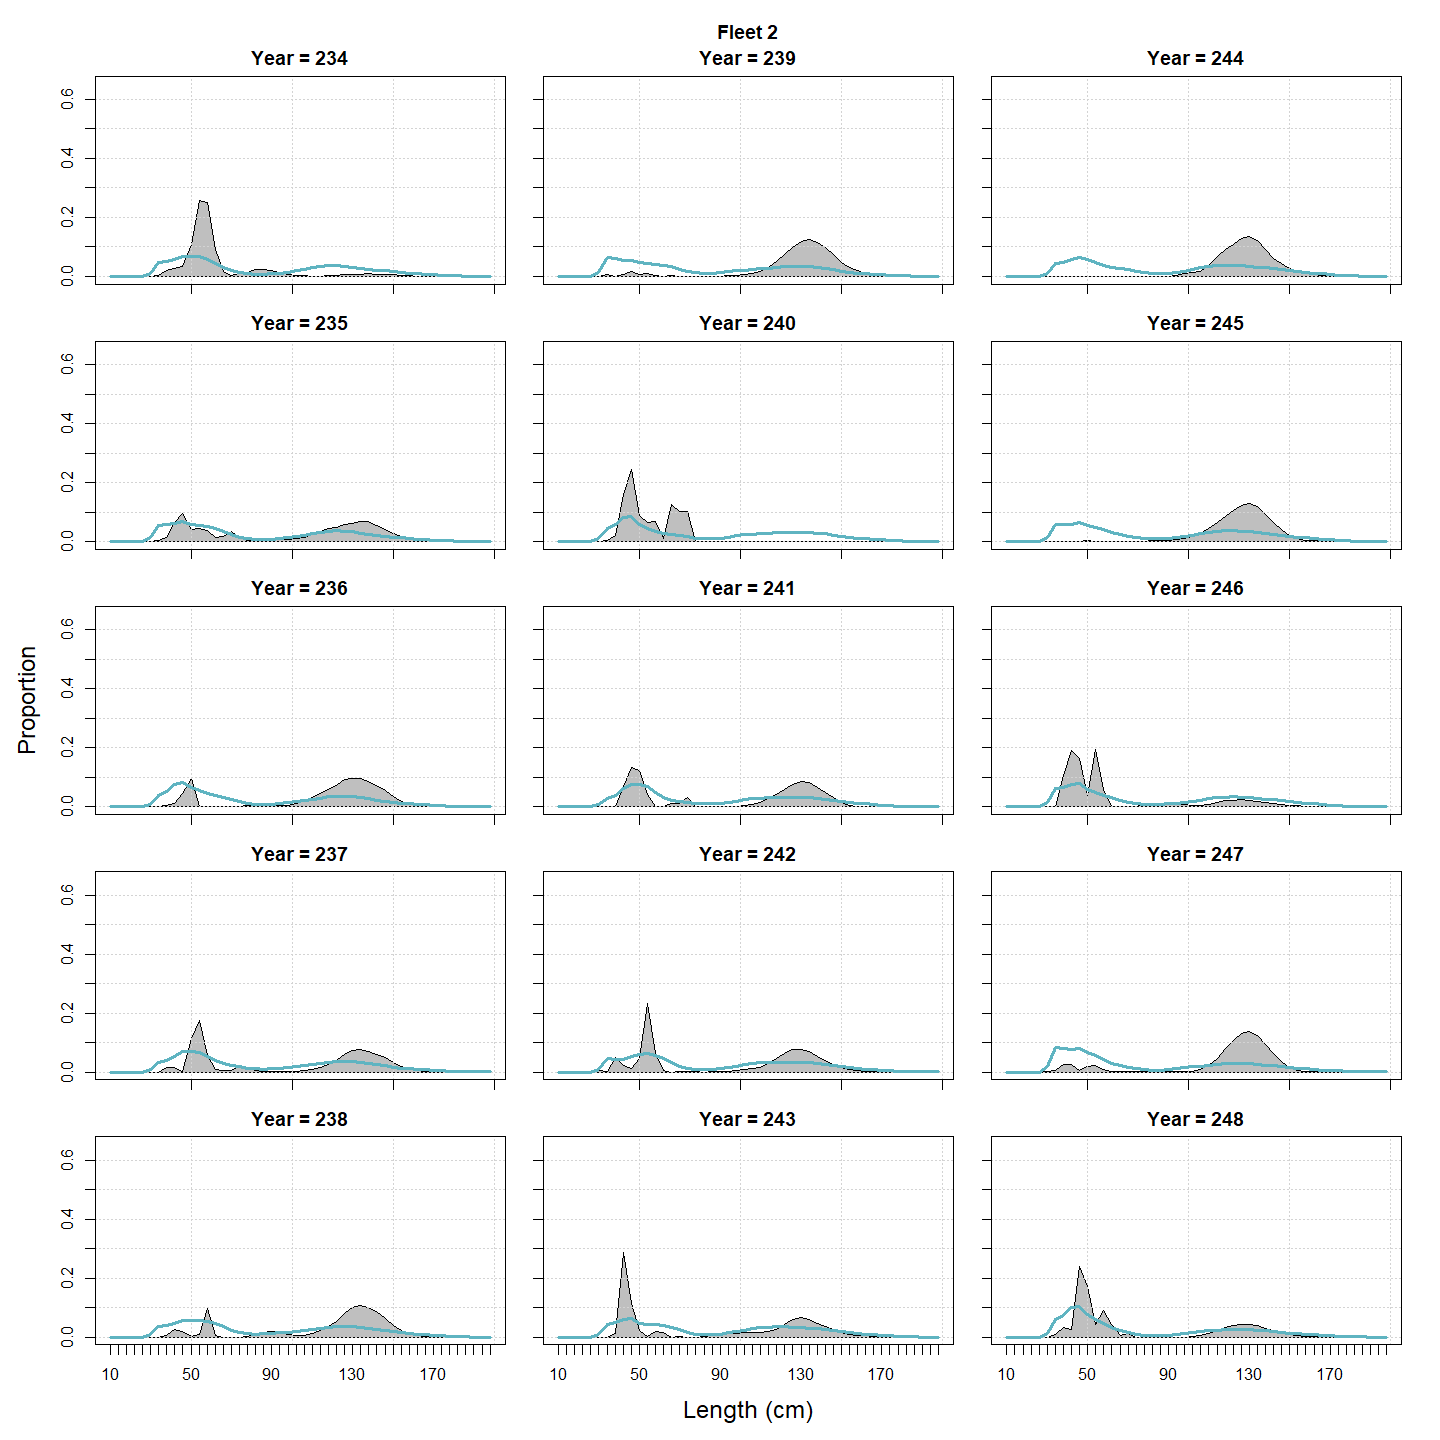 Fleet 2
Year = 234 Year = 239 Year = 244
0.0 0.2 0.4 0.6
Year = 235 Year = 240 Year = 245
0.0 0.2 0.4 0.6
Year = 236 Year = 241 Year = 246
0.0 0.2 0.4 0.6
Proportion
Year = 237 Year = 242 Year = 247
0.0 0.2 0.4 0.6
Year = 238 Year = 243 Year = 248
0.0 0.2 0.4 0.6
10 50 90 130 170 10 50 90 130 170 10 50 90 130 170
Length (cm)